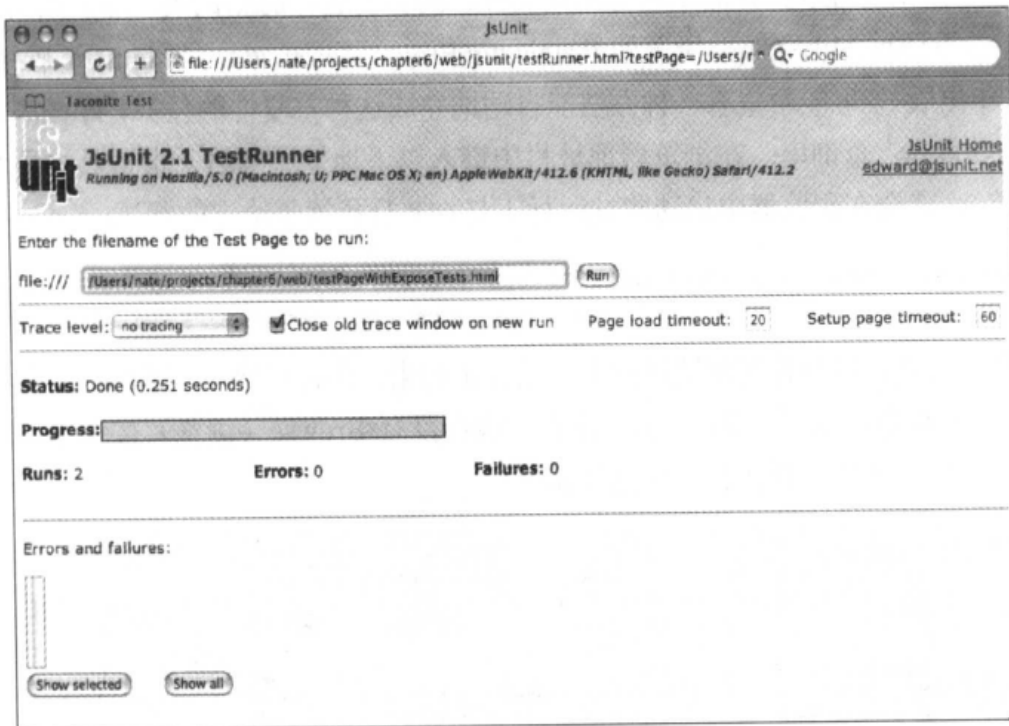 JsUnit
file:///Users/nate/projects/chapter6/web/jsunit/testRunner.html?testPage=/Users/r
Google
Taconite Test
unit
JsUnit 2.1 TestRunner
JsUnit Home
Running on Mozilla/5.0 (Macintosh; U; PPC Mac OS X; en) AppleWebKit/412.6 (KHTML, like Gecko) Safari/412.2
edward@jsunit.net
Enter the filename of the Test Page to be run:
file:/// /Users/nate/projects/chapter6/web/testPageWithExposeTests.html Run
Trace level: no tracing Close old trace window on new run Page load timeout: 20 Setup page timeout: 60
Status: Done (0.251 seconds)
Progress:
Runs: 2 Errors: 0 Failures: 0
Errors and failures:
Show selected Show all